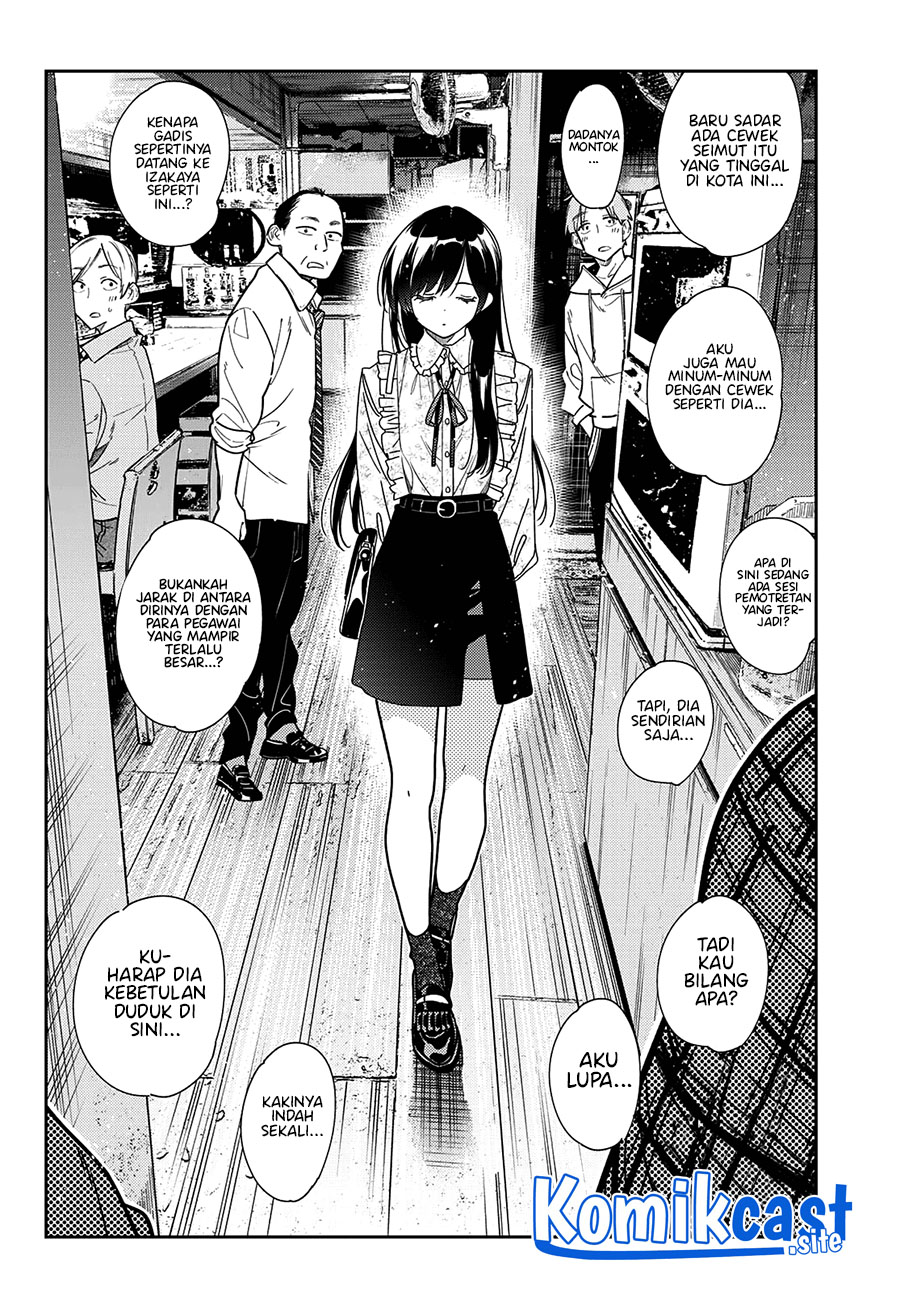 BARU SADAR
ADA CEWEK
SEIMUT ITU
YANG TINGGAL
DI KOTA INI...
DADANYA
MONTOK
...
KENAPA
GADIS
SEPERTINYA
DATANG KE
IZAKAYA
SEPERTI
INI...?
AKU
JUGA MAU
MINUM-MINUM
DENGAN CEWEK
SEPERTI DIA...
APA DI
SINI SEDANG
ADA SESI
PEMOTRETAN
YANG TER-
JADI?
BUKANKAH
JARAK DI ANTARA
DIRINYA DENGAN
PARA PEGAWAI
YANG MAMPIR
TERLALU
BESAR...?
TAPI, DIA
SENDIRIAN
SAJA...
TADI
KAU
BILANG
APA?
KU-
HARAP DIA
KEBETULAN
DUDUK DI
SINI...
AKU
LUPA...
KAKINYA
INDAH
SEKALI...
Komikcast
.site